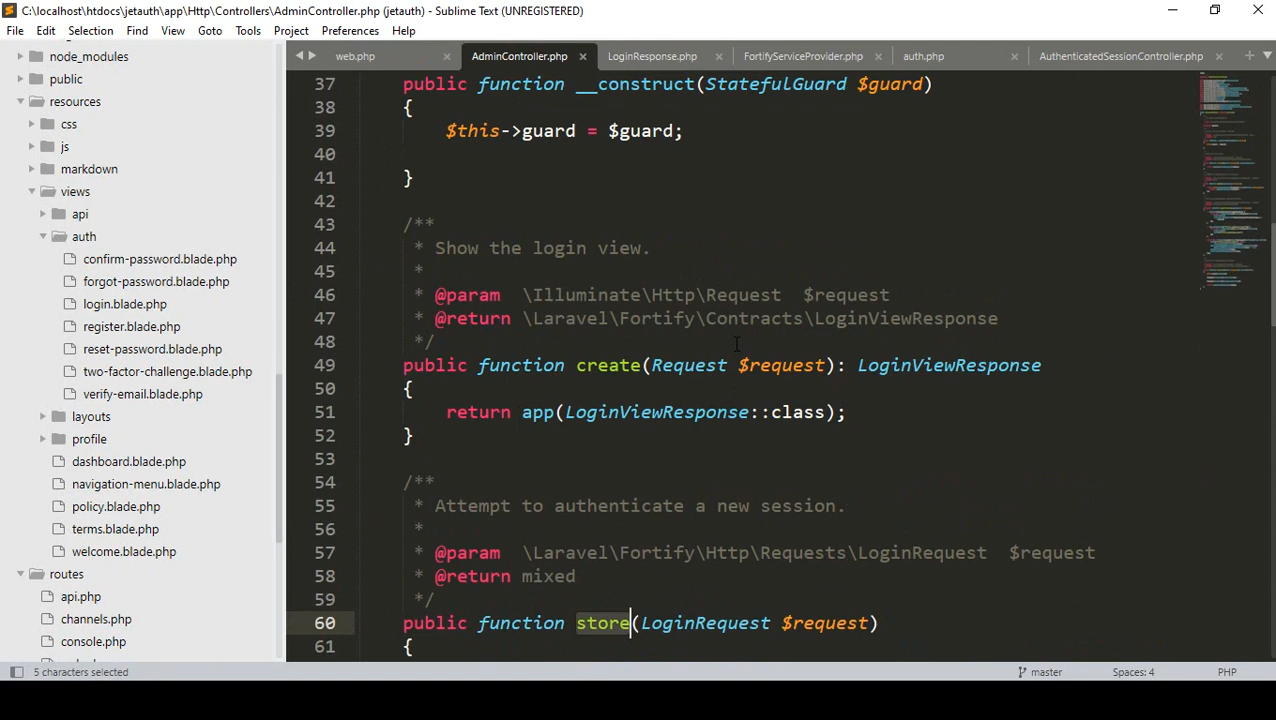 C:\localhost\htdocs\jetauth\app\Http\Controllers\AdminController.php (jetauth) - Sublime Text (UNREGISTERED)
File Edit Selection Find View Goto Tools Project Preferences Help
node_modules
public
resources
css
js
markdown
views
api
auth
confirm-password.blade.php
forgot-password.blade.php
login.blade.php
register.blade.php
reset-password.blade.php
two-factor-challenge.blade.php
verify-email.blade.php
layouts
profile
dashboard.blade.php
navigation-menu.blade.php
policy.blade.php
terms.blade.php
welcome.blade.php
routes
api.php
channels.php
console.php
web.php AdminController.php LoginResponse.php FortifyServiceProvider.php auth.php AuthenticatedSessionController.php
37 public function __construct(StatefulGuard $guard)
38 {
39 $this->guard = $guard;
40
41 }
42
43 /**
44 * Show the login view.
45 *
46 * @param \Illuminate\Http\Request $request
47 * @return \Laravel\Fortify\Contracts\LoginViewResponse
48 */
49 public function create(Request $request): LoginViewResponse
50 {
51 return app(LoginViewResponse::class);
52 }
53
54 /**
55 * Attempt to authenticate a new session.
56 *
57 * @param \Laravel\Fortify\Http\Requests\LoginRequest $request
58 * @return mixed
59 */
60 public function store(LoginRequest $request)
61 {
5 characters selected
master
Spaces: 4
PHP